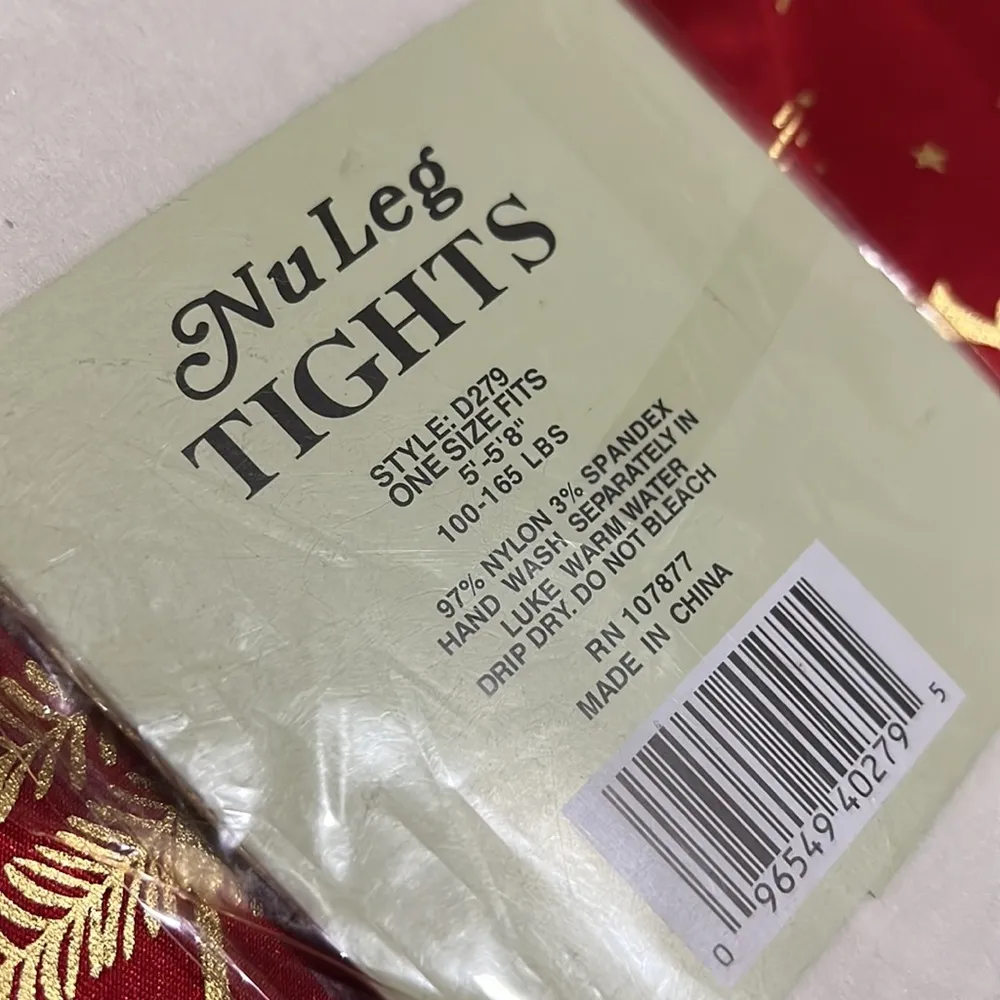 Nu Leg
TIGHTS
STYLE: D279
ONE SIZE FITS
5'-5'8"
100-165 LBS
97% NYLON 3% SPANDEX
HAND WASH SEPARATELY IN
LUKE WARM WATER
DRIP DRY. DO NOT BLEACH
RN 107877
MADE IN CHINA
0 96549 40279 5